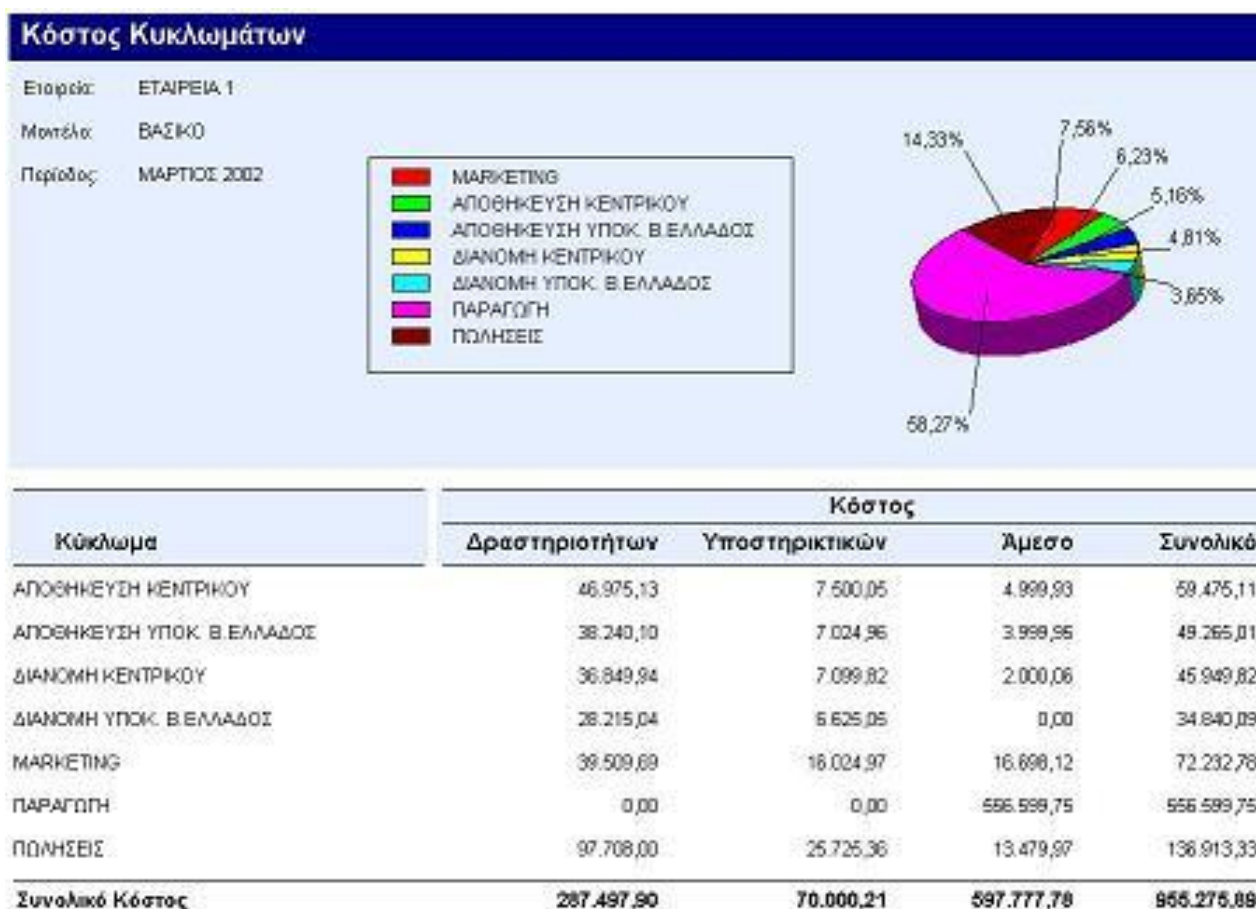 Κόστος Κυκλωμάτων
Εταιρεία: ΕΤΑΙΡΕΙΑ 1
Μοντέλο: ΒΑΣΙΚΟ
Περίοδος: ΜΑΡΤΙΟΣ 2002
MARKETING
ΑΠΟΘΗΚΕΥΣΗ ΚΕΝΤΡΙΚΟΥ
ΑΠΟΘΗΚΕΥΣΗ ΥΠΟΚ. Β.ΕΛΛΑΔΟΣ
ΔΙΑΝΟΜΗ ΚΕΝΤΡΙΚΟΥ
ΔΙΑΝΟΜΗ ΥΠΟΚ. Β.ΕΛΛΑΔΟΣ
ΠΑΡΑΓΩΓΗ
ΠΩΛΗΣΕΙΣ
14,33%
7,56%
6,23%
5,16%
4,81%
3,65%
58,27%
Κόστος
Κύκλωμα Δραστηριοτήτων Υποστηρικτικών Άμεσο Συνολικό
ΑΠΟΘΗΚΕΥΣΗ ΚΕΝΤΡΙΚΟΥ 46.975,13 7.500,05 4.999,93 59.475,11
ΑΠΟΘΗΚΕΥΣΗ ΥΠΟΚ. Β.ΕΛΛΑΔΟΣ 38.240,10 7.024,96 3.999,95 49.265,01
ΔΙΑΝΟΜΗ ΚΕΝΤΡΙΚΟΥ 36.849,94 7.099,82 2.000,06 45.949,82
ΔΙΑΝΟΜΗ ΥΠΟΚ. Β.ΕΛΛΑΔΟΣ 28.215,04 6.625,05 0,00 34.840,09
MARKETING 39.509,69 16.024,97 16.698,12 72.232,78
ΠΑΡΑΓΩΓΗ 0,00 0,00 556.599,75 556.599,75
ΠΩΛΗΣΕΙΣ 97.708,00 25.725,36 13.479,97 136.913,33
Συνολικό Κόστος 287.497,90 70.000,21 597.777,78 955.275,89